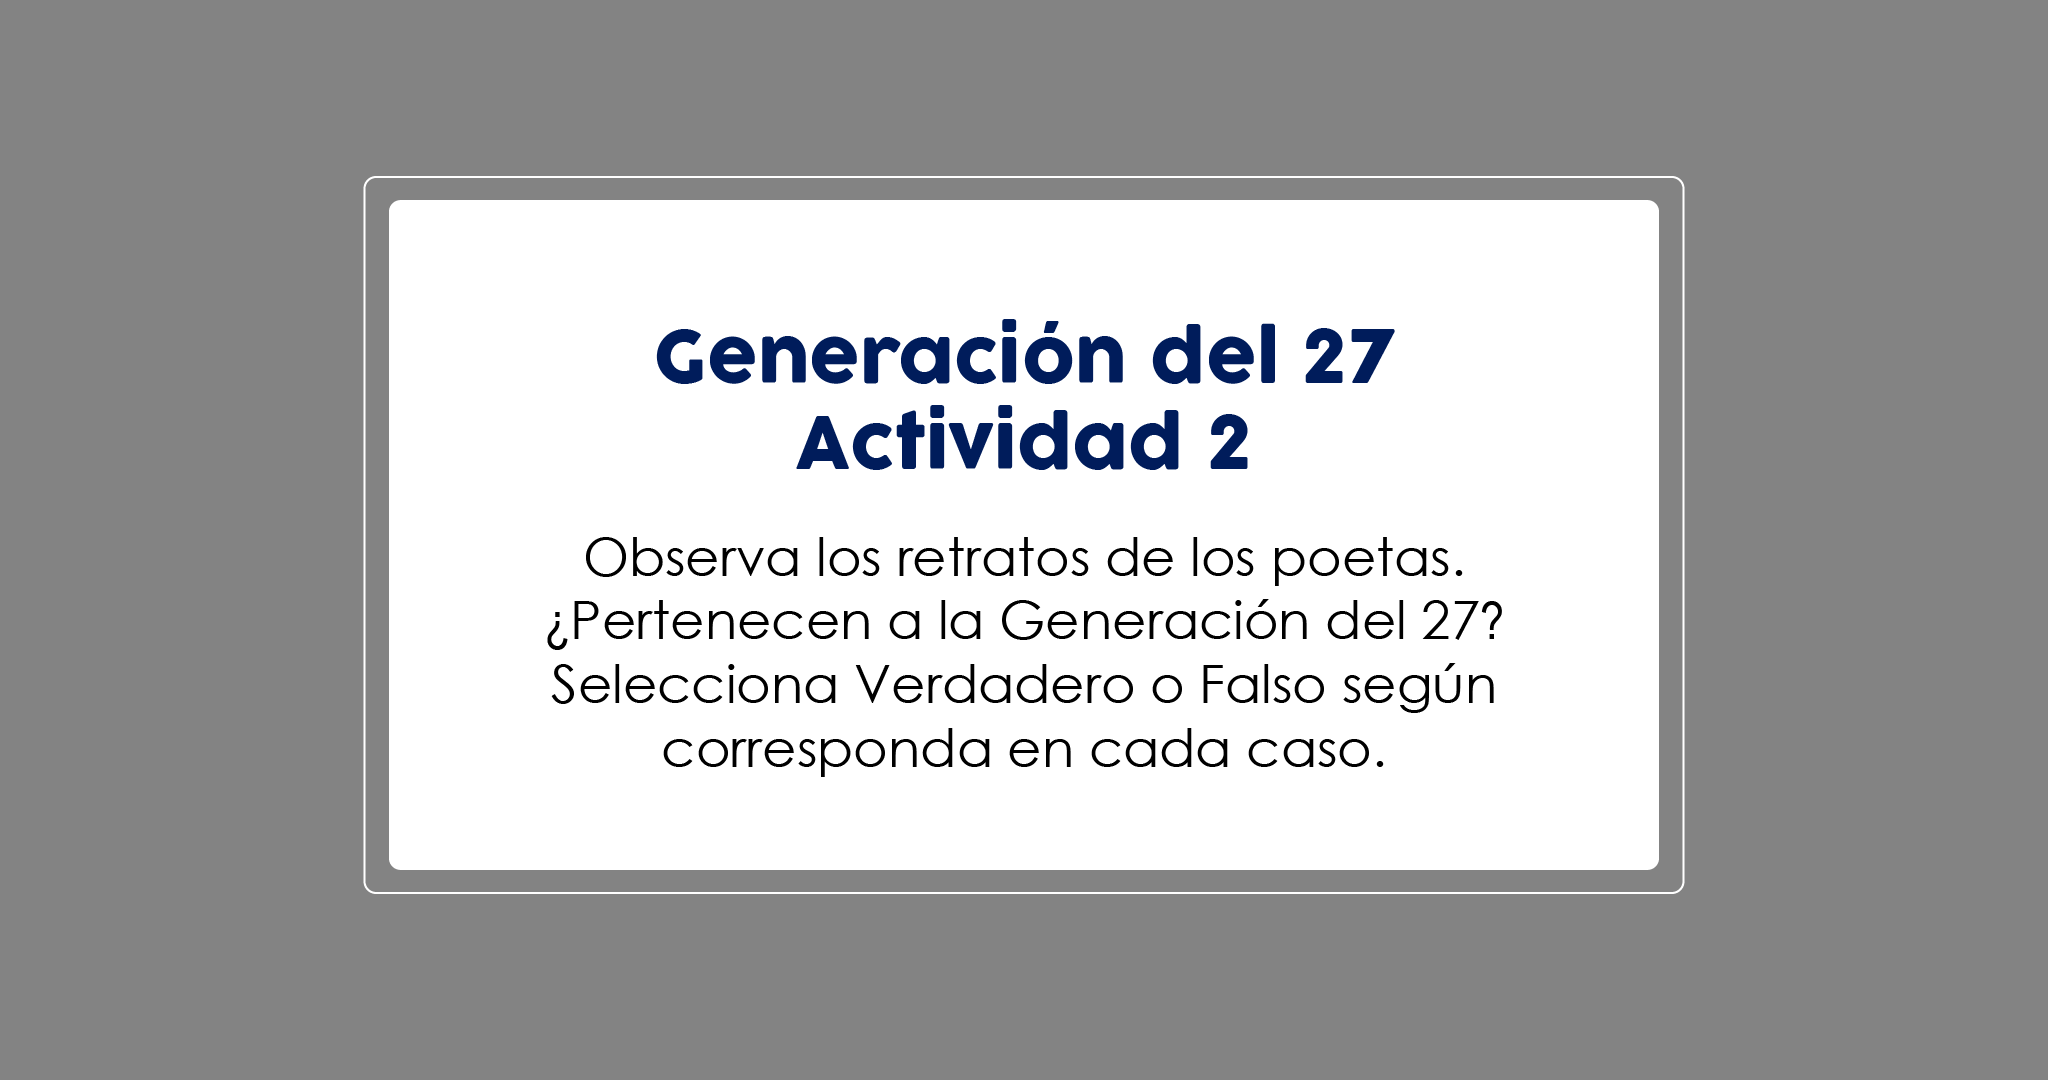 Generación del 27
Actividad 2
Observa los retratos de los poetas.
¿Pertenecen a la Generación del 27?
Selecciona Verdadero o Falso según
corresponda en cada caso.